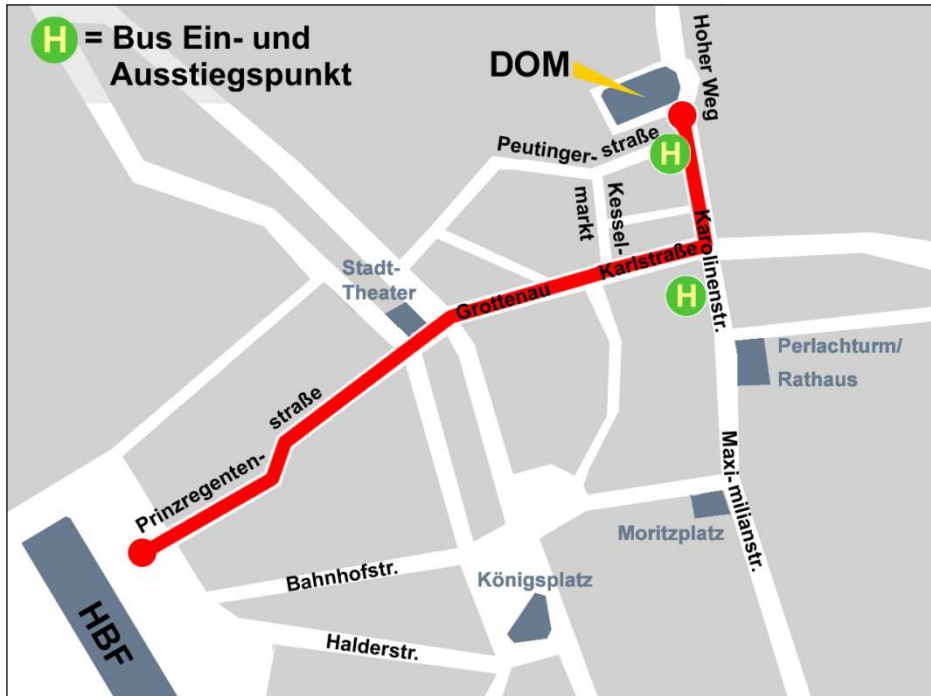 H = Bus Ein- und
Ausstiegspunkt
DOM
Hoher Weg
Peutinger-straße
H
Kessel-
markt
Karolinenstr.
Karlstraße
Stadt-
Theater
Grottenau
H
Perlachturm/
Rathaus
straße
Prinzregenten-
Maxi-milianstr.
Moritzplatz
Bahnhofstr.
Königsplatz
HBF
Halderstr.